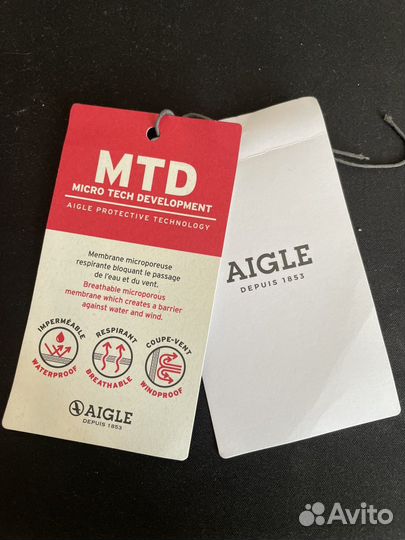 MTD
MICRO TECH DEVELOPMENT
AIGLE PROTECTIVE TECHNOLOGY
Membrane microporeuse
respirante bloquant le passage
de l'eau et du vent.
Breathable microporous
membrane which creates a barrier
against water and wind.
IMPERMÉABLE
WATERPROOF
RESPIRANT
BREATHABLE
COUPE-VENT
WINDPROOF
AIGLE
DEPUIS 1853
AIGLE
DEPUIS 1853
Avito